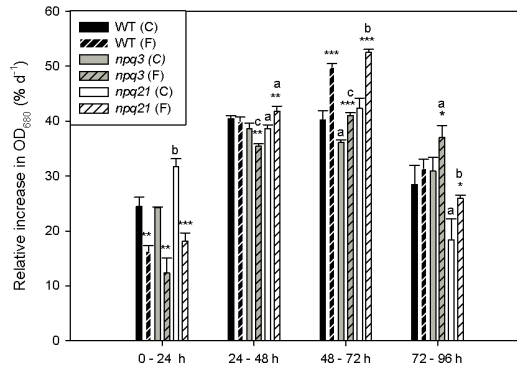 Relative increase in OD680 (% d⁻¹)
60
50
40
30
20
10
0
WT (C)
WT (F)
npq3 (C)
npq3 (F)
npq21 (C)
npq21 (F)
**
**
b
***
c
**
a
a
**
***
a
***
b
***
a
*
a
b
*
0 - 24 h
24 - 48 h
48 - 72 h
72 - 96 h